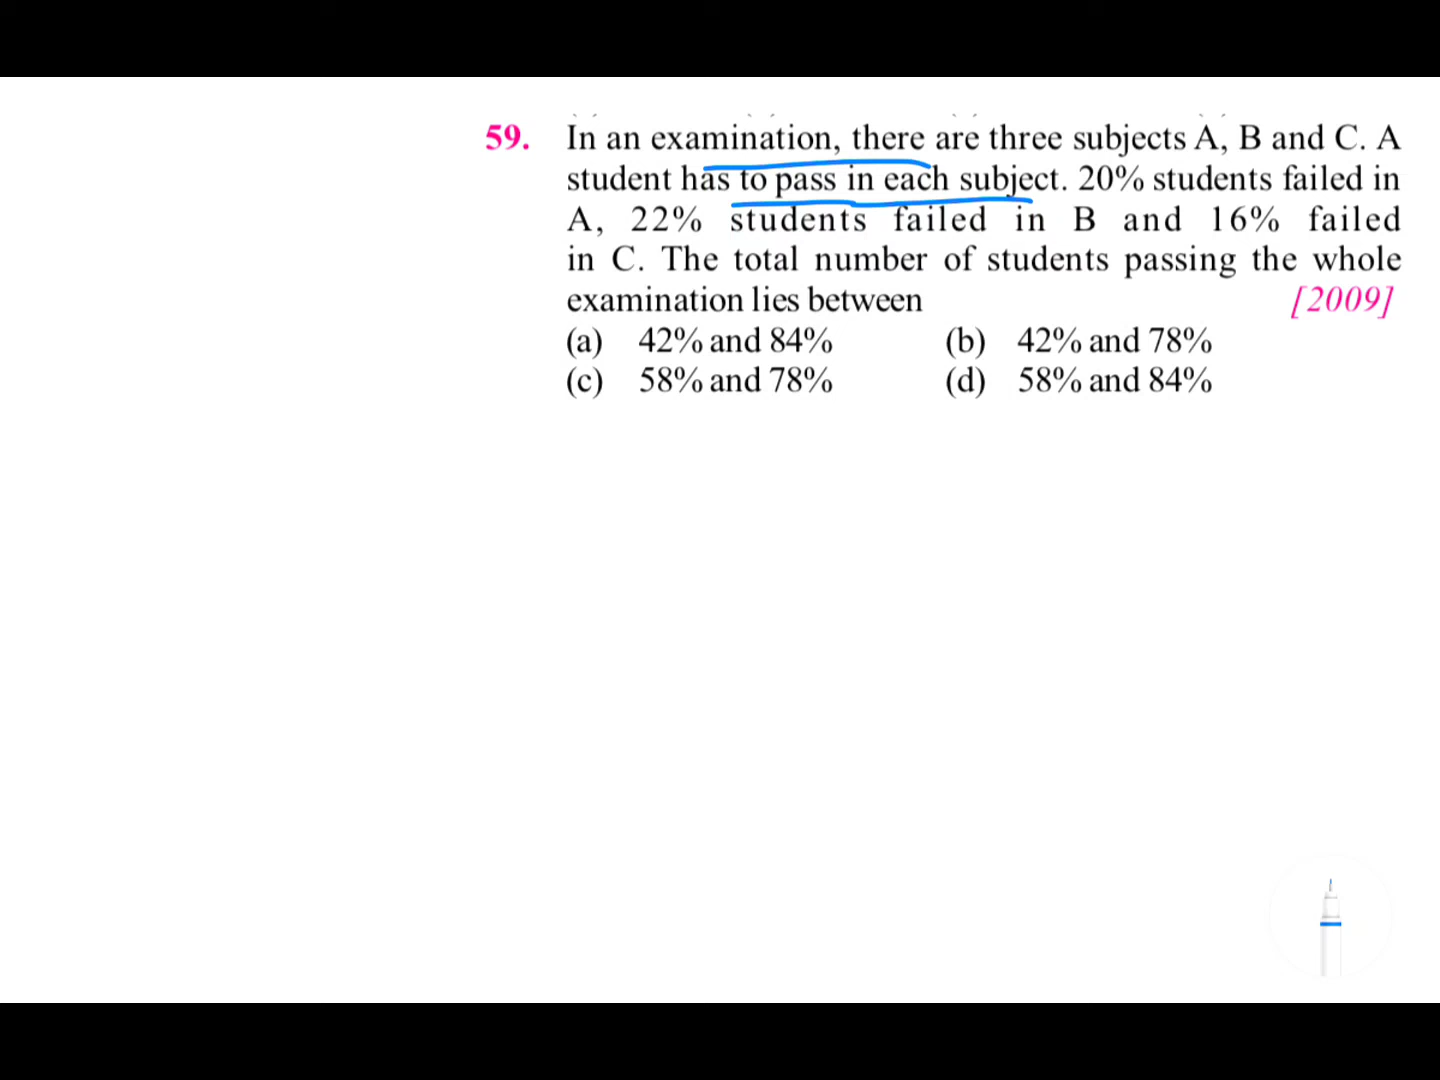 59. In an examination, there are three subjects A, B and C. A
student has to pass in each subject. 20% students failed in
A, 22% students failed in B and 16% failed
in C. The total number of students passing the whole
examination lies between [2009]
(a) 42% and 84% (b) 42% and 78%
(c) 58% and 78% (d) 58% and 84%